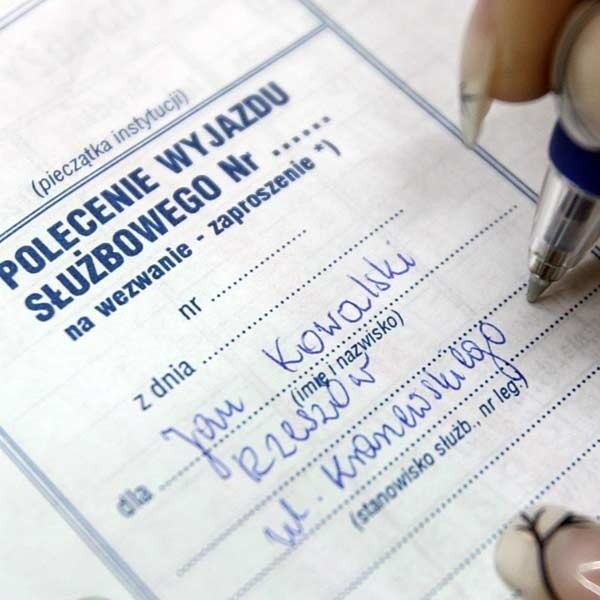 (pieczątka instytucji)
POLECENIE WYJAZDU
SŁUŻBOWEGO Nr ......
na wezwanie - zaproszenie *)
nr ....................
z dnia ....................
dla Jan Kowalski
(imię i nazwisko)
Rzeszów
ul. Kraszewskiego
(stanowisko służb., nr leg)